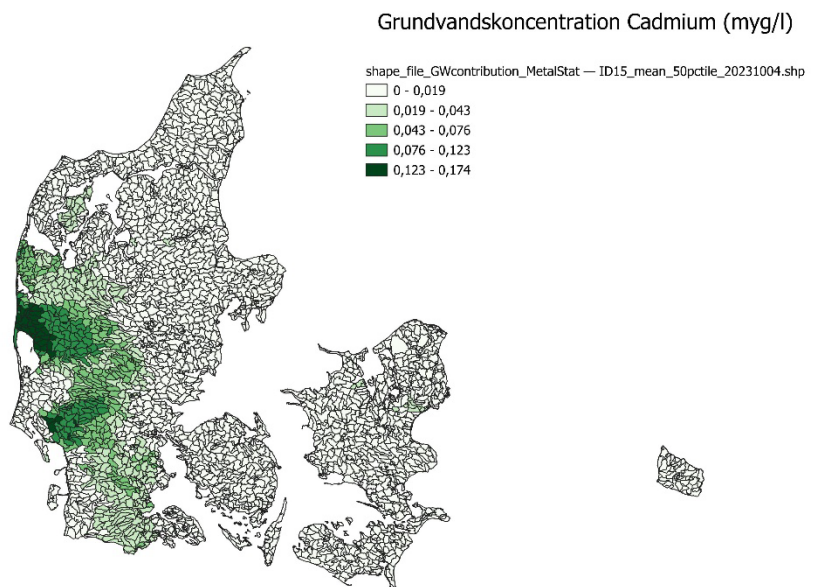 Grundvandskoncentration Cadmium (myg/l)
shape_file_GWcontribution_MetalStat — ID15_mean_50pctile_20231004.shp
0 - 0,019
0,019 - 0,043
0,043 - 0,076
0,076 - 0,123
0,123 - 0,174